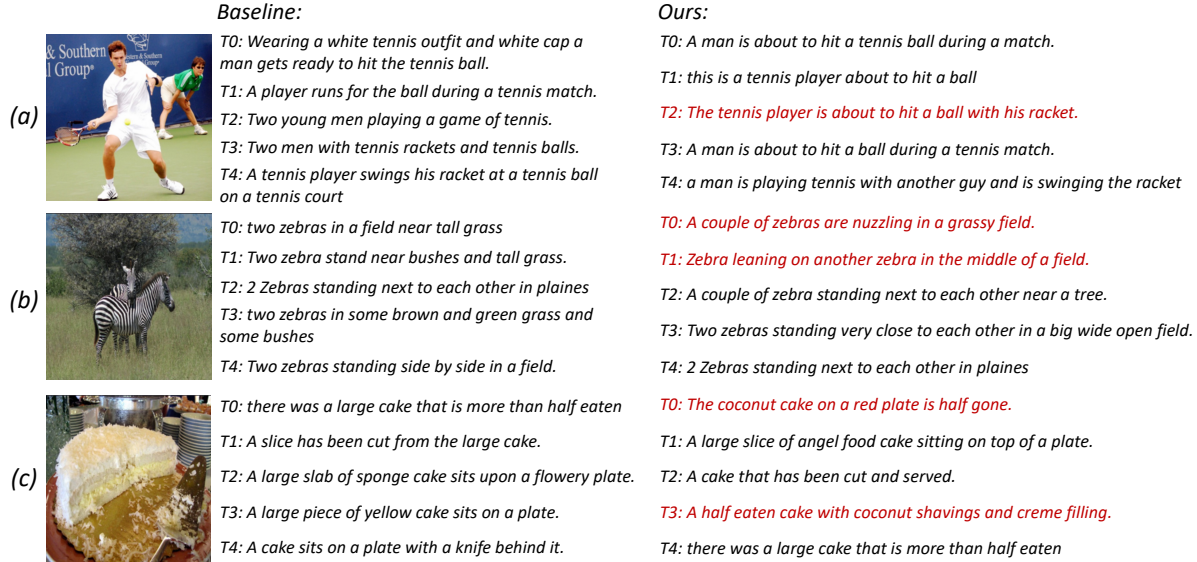 Baseline:
Ours:
(a)
& Southern
al Group®
T0: Wearing a white tennis outfit and white cap a
man gets ready to hit the tennis ball.
T1: A player runs for the ball during a tennis match.
T2: Two young men playing a game of tennis.
T3: Two men with tennis rackets and tennis balls.
T4: A tennis player swings his racket at a tennis ball
on a tennis court
T0: A man is about to hit a tennis ball during a match.
T1: this is a tennis player about to hit a ball
T2: The tennis player is about to hit a ball with his racket.
T3: A man is about to hit a ball during a tennis match.
T4: a man is playing tennis with another guy and is swinging the racket
(b)
T0: two zebras in a field near tall grass
T1: Two zebra stand near bushes and tall grass.
T2: 2 Zebras standing next to each other in plaines
T3: two zebras in some brown and green grass and
some bushes
T4: Two zebras standing side by side in a field.
T0: A couple of zebras are nuzzling in a grassy field.
T1: Zebra leaning on another zebra in the middle of a field.
T2: A couple of zebra standing next to each other near a tree.
T3: Two zebras standing very close to each other in a big wide open field.
T4: 2 Zebras standing next to each other in plaines
(c)
T0: there was a large cake that is more than half eaten
T1: A slice has been cut from the large cake.
T2: A large slab of sponge cake sits upon a flowery plate.
T3: A large piece of yellow cake sits on a plate.
T4: A cake sits on a plate with a knife behind it.
T0: The coconut cake on a red plate is half gone.
T1: A large slice of angel food cake sitting on top of a plate.
T2: A cake that has been cut and served.
T3: A half eaten cake with coconut shavings and creme filling.
T4: there was a large cake that is more than half eaten